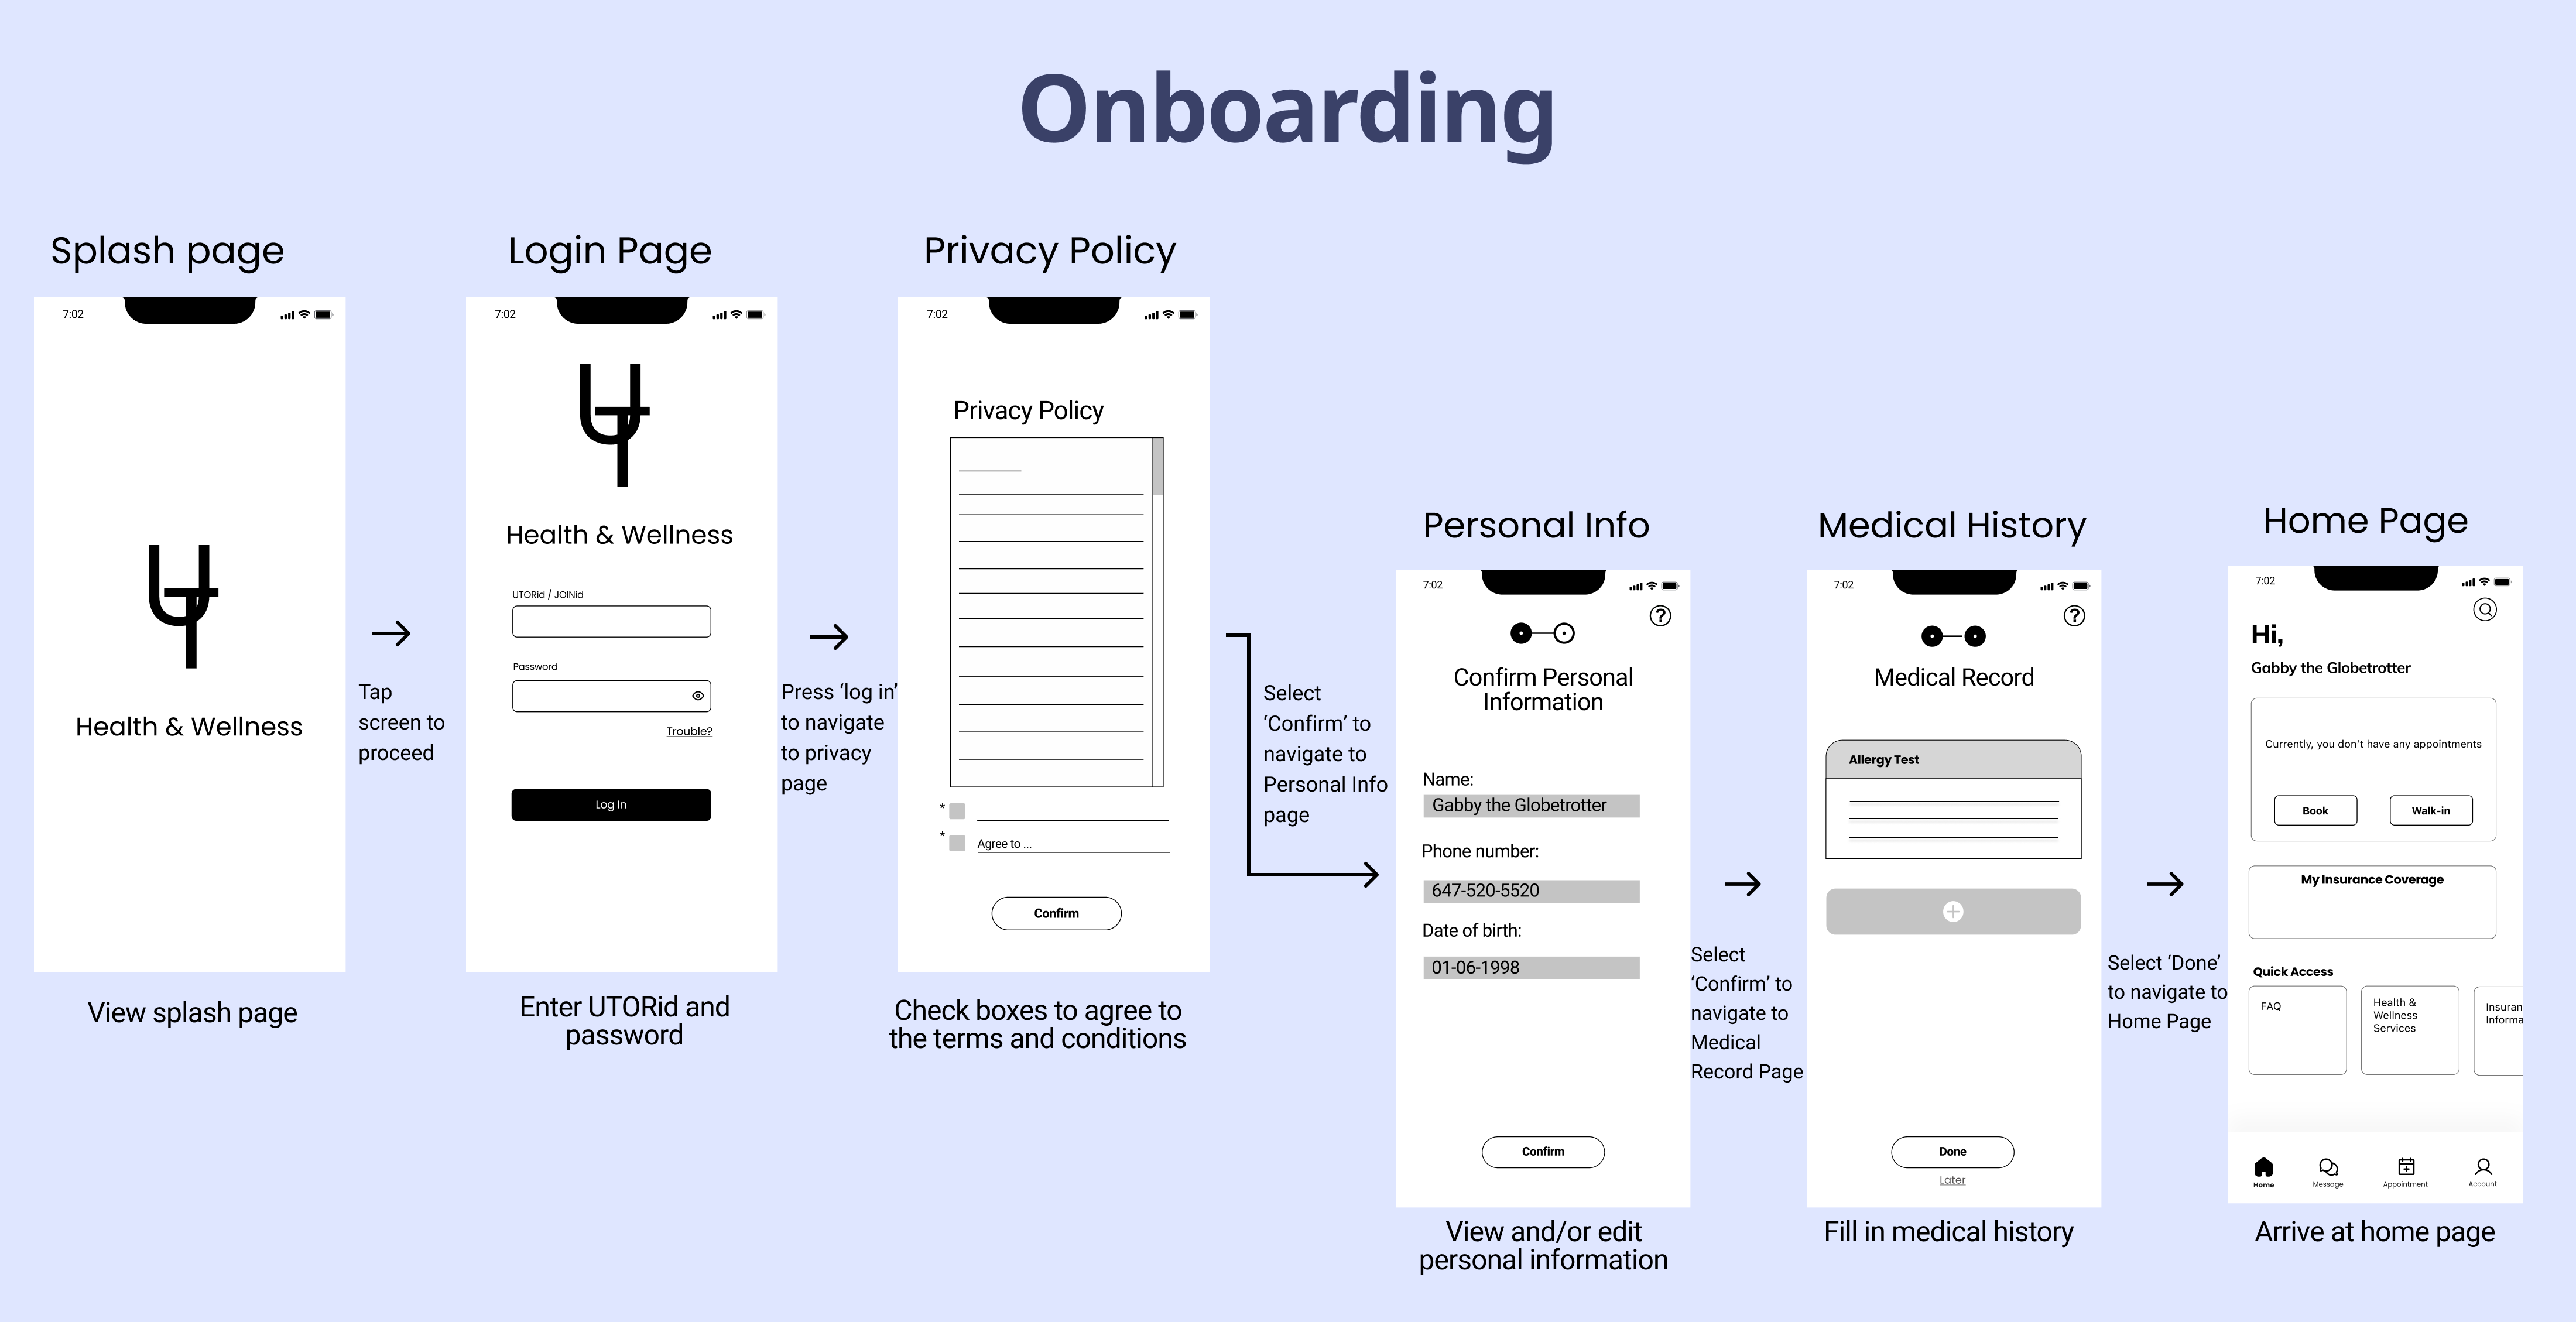 Onboarding
Splash page
7:02
Health & Wellness
View splash page
Tap
screen to
proceed
Login Page
7:02
Health & Wellness
UTORid / JOINid
Password
Trouble?
Log In
Enter UTORid and
password
Press ‘log in’
to navigate
to privacy
page
Privacy Policy
7:02
Privacy Policy
*
*
Agree to ...
Confirm
Check boxes to agree to
the terms and conditions
Select
‘Confirm’ to
navigate to
Personal Info
page
Personal Info
7:02
?
Confirm Personal
Information
Name:
Gabby the Globetrotter
Phone number:
647-520-5520
Date of birth:
01-06-1998
Confirm
View and/or edit
personal information
Select
‘Confirm’ to
navigate to
Medical
Record Page
Medical History
7:02
?
Medical Record
Allergy Test
Done
Later
Fill in medical history
Select ‘Done’
to navigate to
Home Page
Home Page
7:02
Hi,
Gabby the Globetrotter
Currently, you don’t have any appointments
Book
Walk-in
My Insurance Coverage
Quick Access
FAQ
Health &
Wellness
Services
Insuran
Informa
Home
Message
Appointment
Account
Arrive at home page